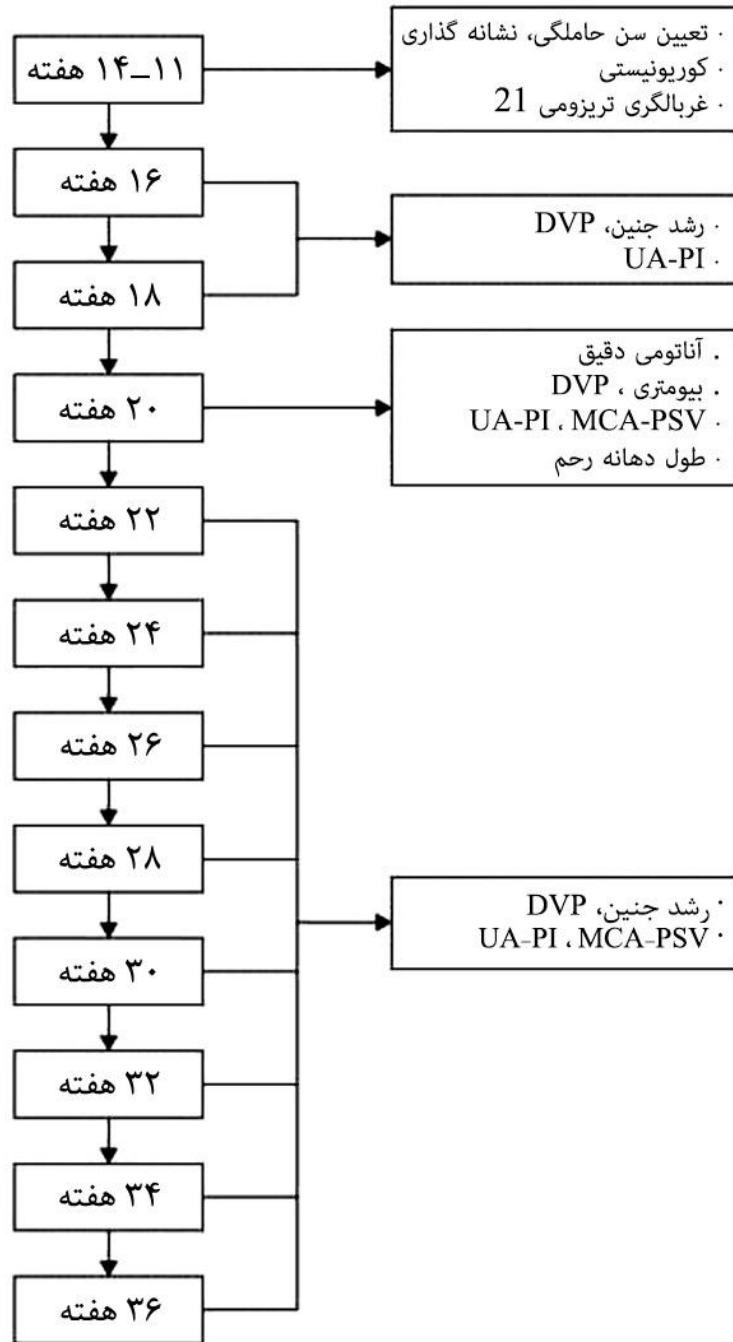 ۱۱_۱۴ هفته
· تعیین سن حاملگی، نشانه گذاری
· کوریونیستی
· غربالگری تریزومی 21
۱۶ هفته
۱۸ هفته
· رشد جنین، DVP
· UA-PI
۲۰ هفته
. آناتومی دقیق
. بیومتری ، DVP
· UA-PI ، MCA-PSV
· طول دهانه رحم
۲۲ هفته
۲۴ هفته
۲۶ هفته
۲۸ هفته
۳۰ هفته
۳۲ هفته
۳۴ هفته
۳۶ هفته
· رشد جنین، DVP
· UA-PI ، MCA-PSV